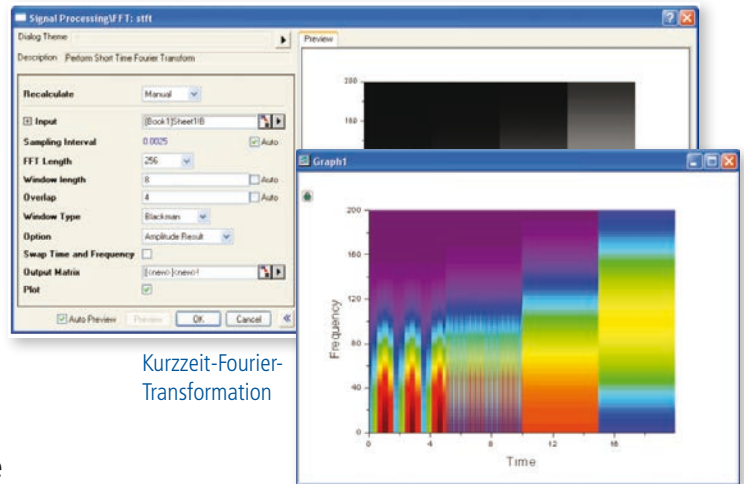 Signal Processing\FFT: stft
Dialog Theme
Description Perform Short Time Fourier Transform
Recalculate Manual
Input [Book1]Sheet1!B
Sampling Interval 0.0025 Auto
FFT Length 256
Window length 8 Auto
Overlap 4 Auto
Window Type Blackman
Option Amplitude Result
Swap Time and Frequency
Output Matrix [<new>]<new>!
Plot
Auto Preview Preview OK Cancel
Preview
200
160
Graph1
200
160
120
80
40
0
Frequency
0 4 8 12 16
Time
Kurzzeit-Fourier-
Transformation
e